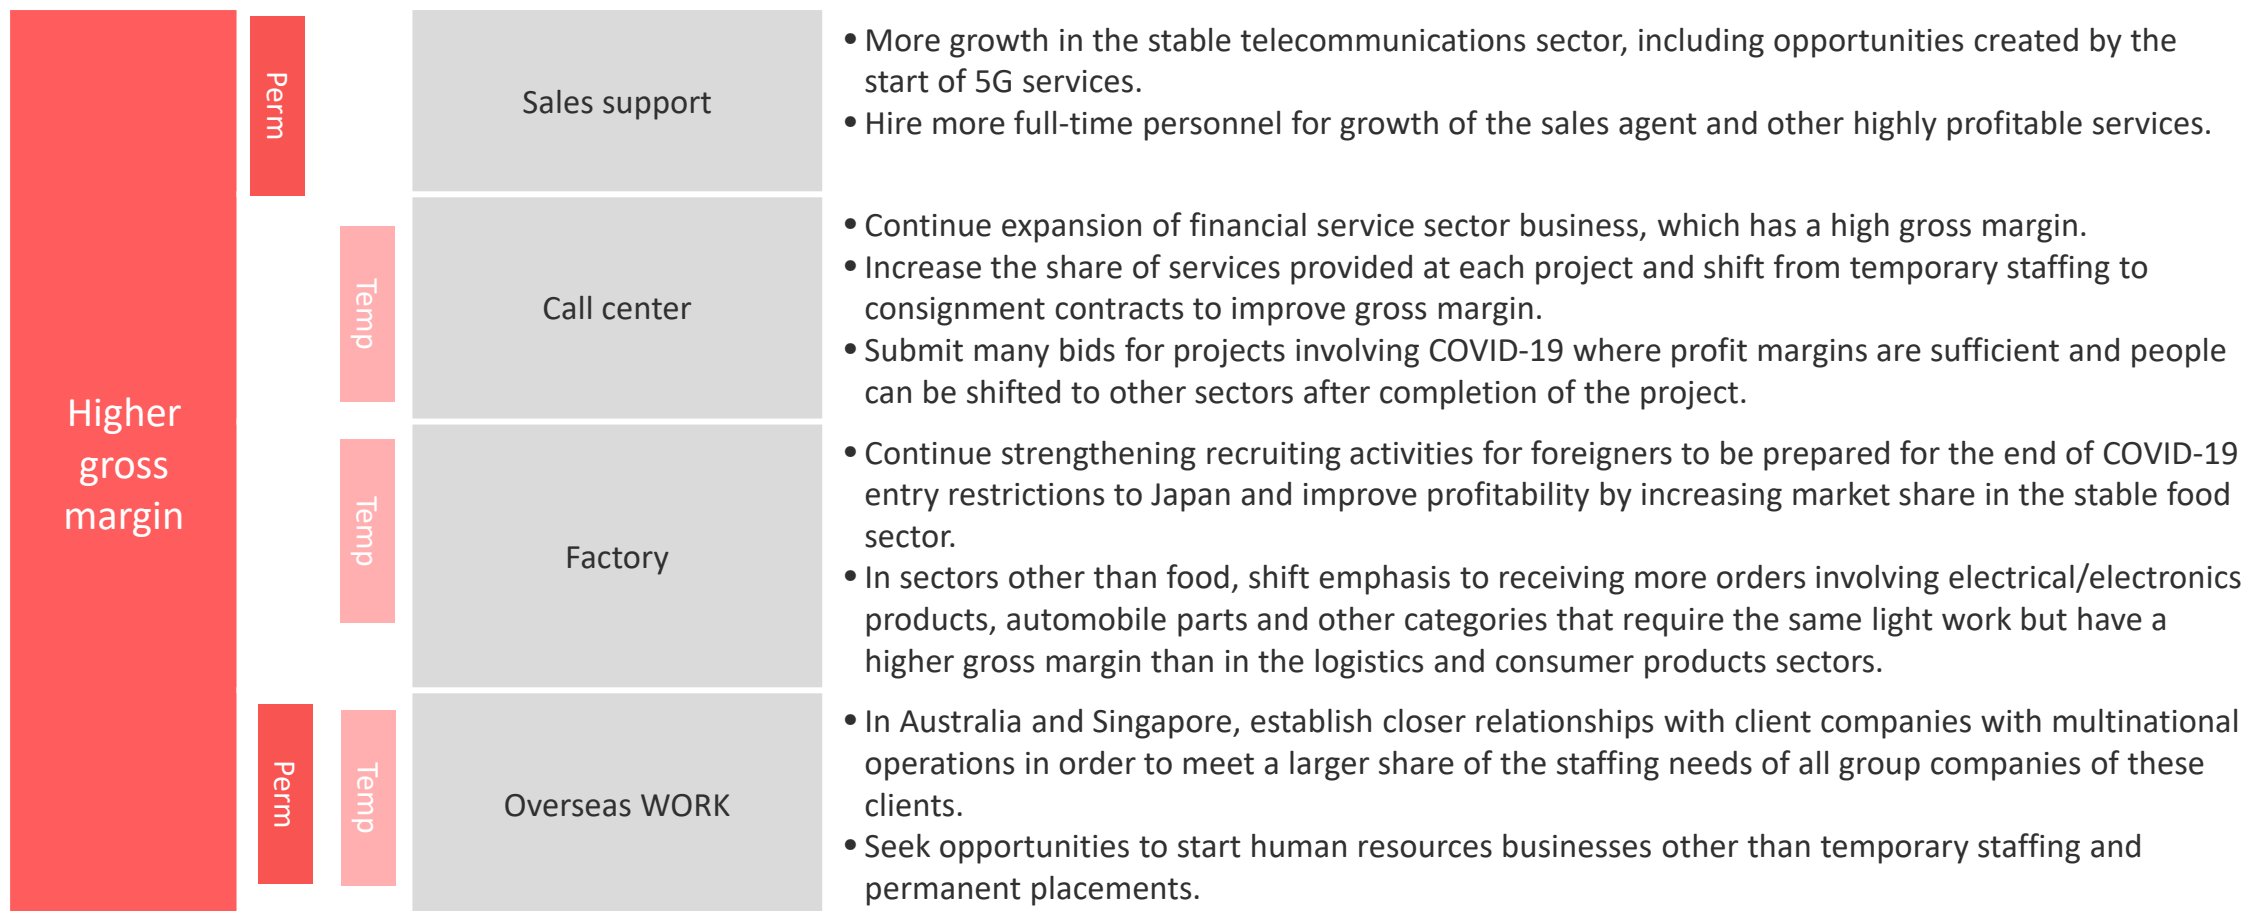 Higher
gross
margin
Perm
Sales support
• More growth in the stable telecommunications sector, including opportunities created by the
start of 5G services.
• Hire more full-time personnel for growth of the sales agent and other highly profitable services.
Temp
Call center
• Continue expansion of financial service sector business, which has a high gross margin.
• Increase the share of services provided at each project and shift from temporary staffing to
consignment contracts to improve gross margin.
• Submit many bids for projects involving COVID-19 where profit margins are sufficient and people
can be shifted to other sectors after completion of the project.
Temp
Factory
• Continue strengthening recruiting activities for foreigners to be prepared for the end of COVID-19
entry restrictions to Japan and improve profitability by increasing market share in the stable food
sector.
• In sectors other than food, shift emphasis to receiving more orders involving electrical/electronics
products, automobile parts and other categories that require the same light work but have a
higher gross margin than in the logistics and consumer products sectors.
Perm
Temp
Overseas WORK
• In Australia and Singapore, establish closer relationships with client companies with multinational
operations in order to meet a larger share of the staffing needs of all group companies of these
clients.
• Seek opportunities to start human resources businesses other than temporary staffing and
permanent placements.